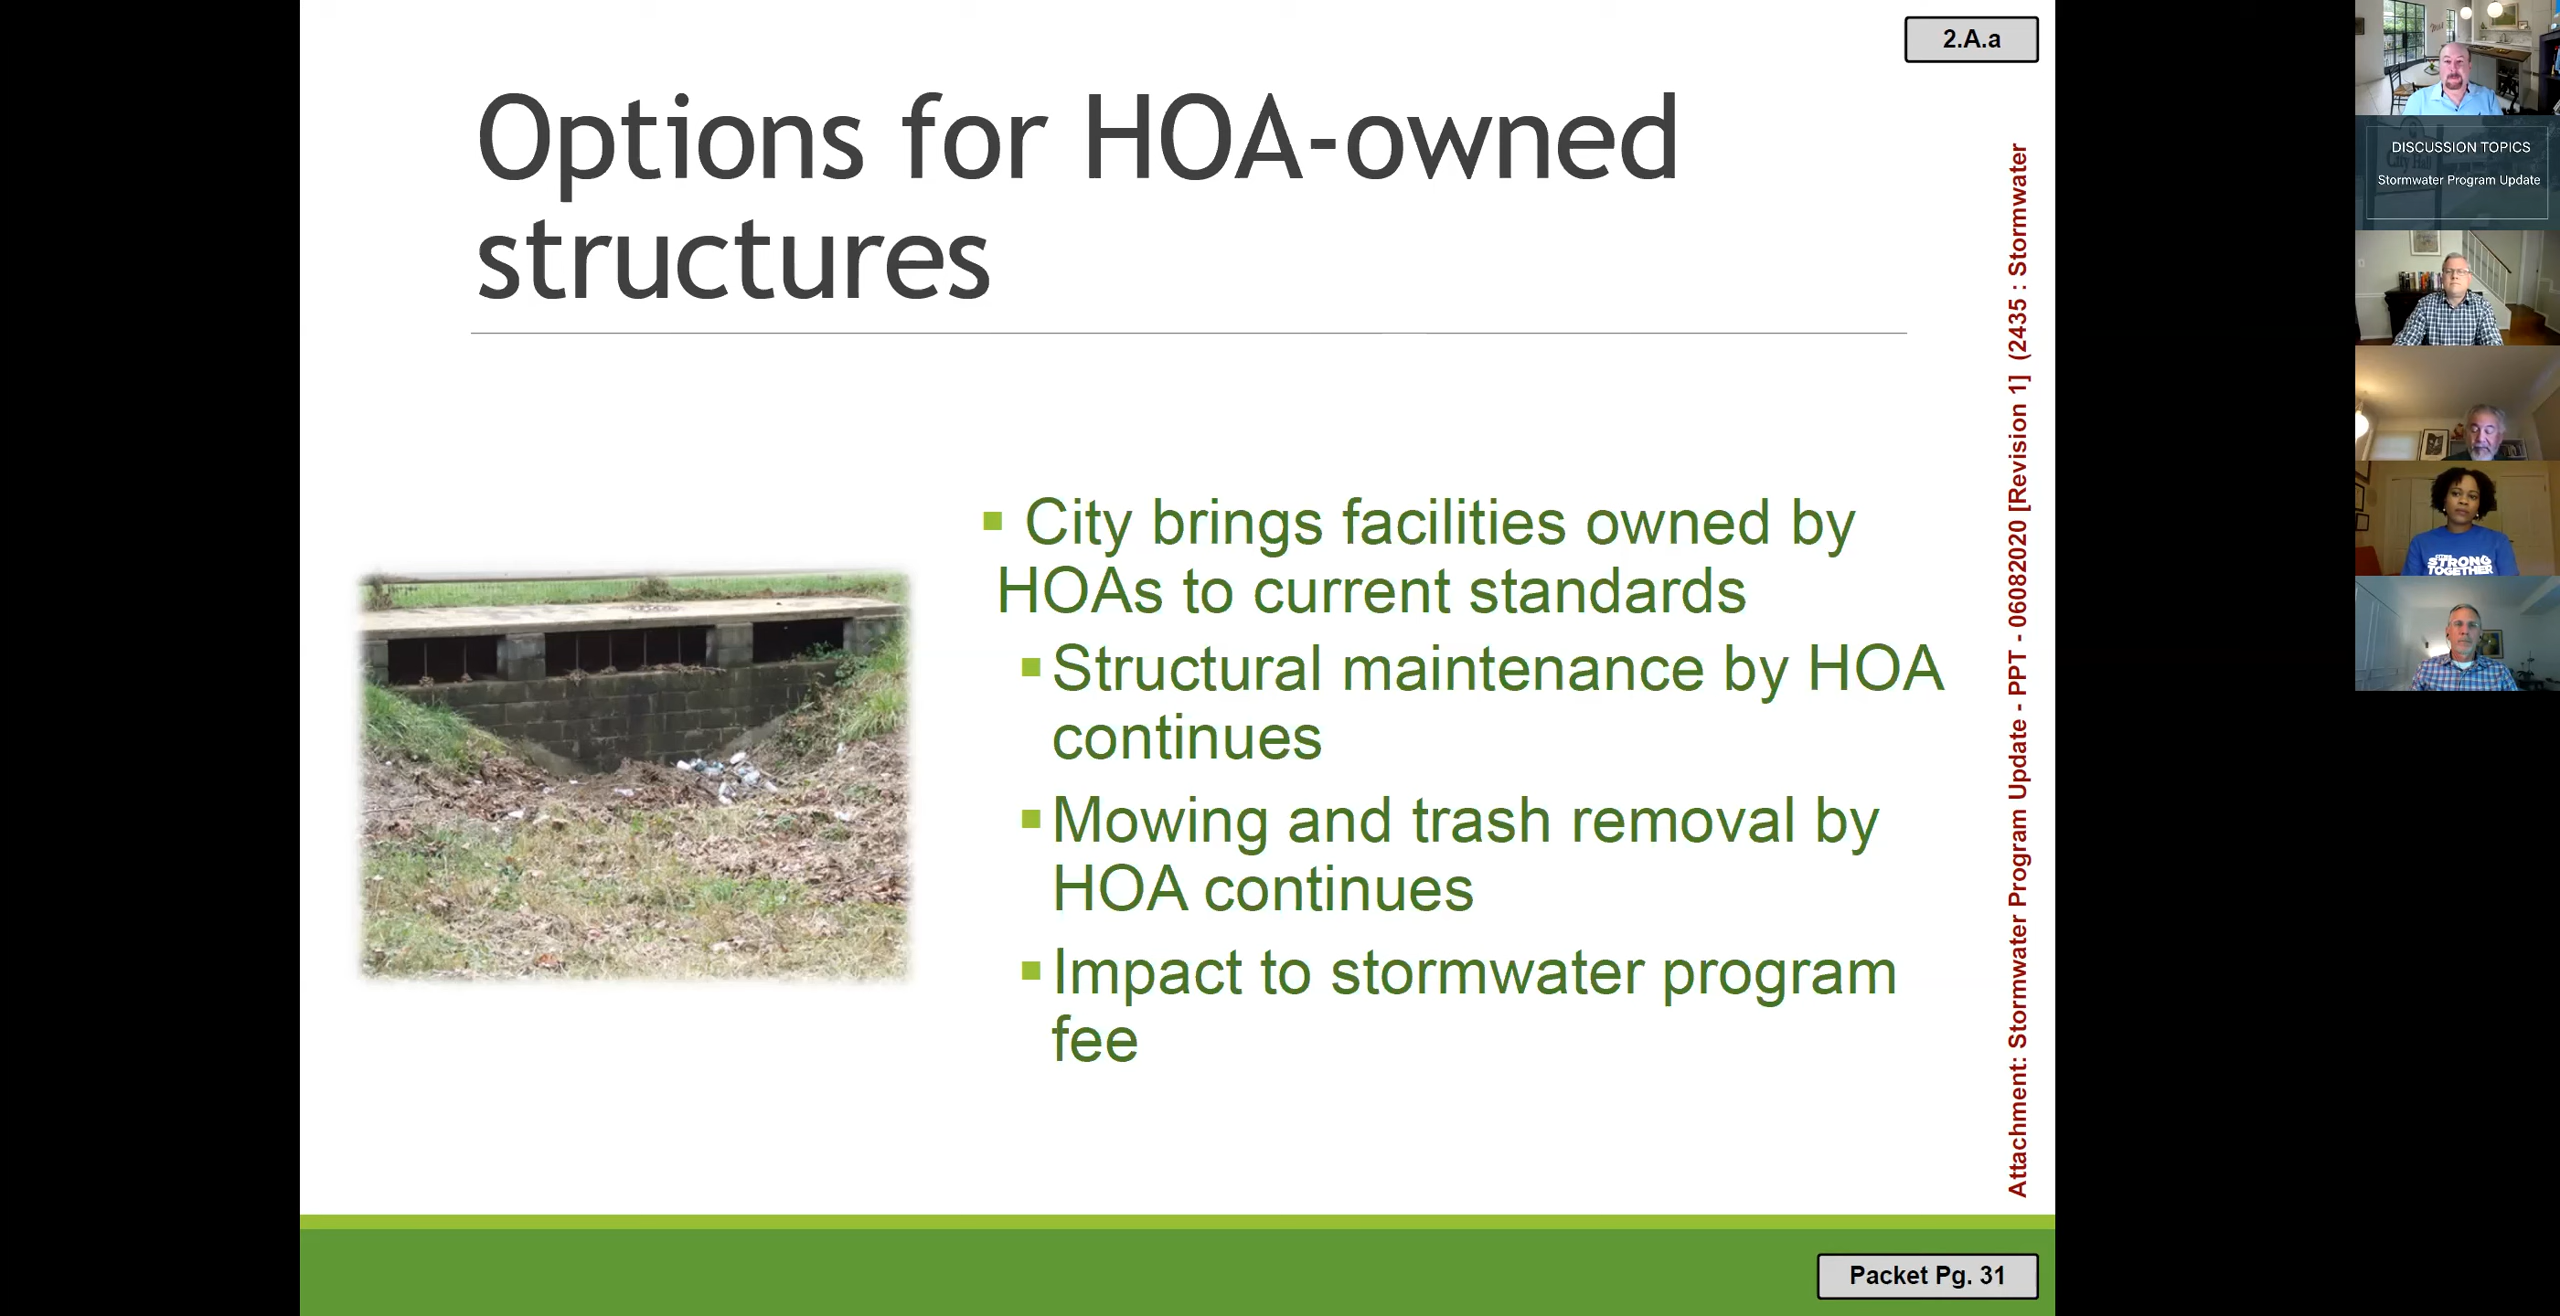 2.A.a
Options for HOA-owned
structures
City brings facilities owned by
HOAs to current standards
Structural maintenance by HOA
continues
Mowing and trash removal by
HOA continues
Impact to stormwater program
fee
Attachment: Stormwater Program Update - PPT - 06082020 [Revision 1] (2435 : Stormwater
Packet Pg. 31
DISCUSSION TOPICS
City Hall
Stormwater Program Update
STRONG
TOGETHER